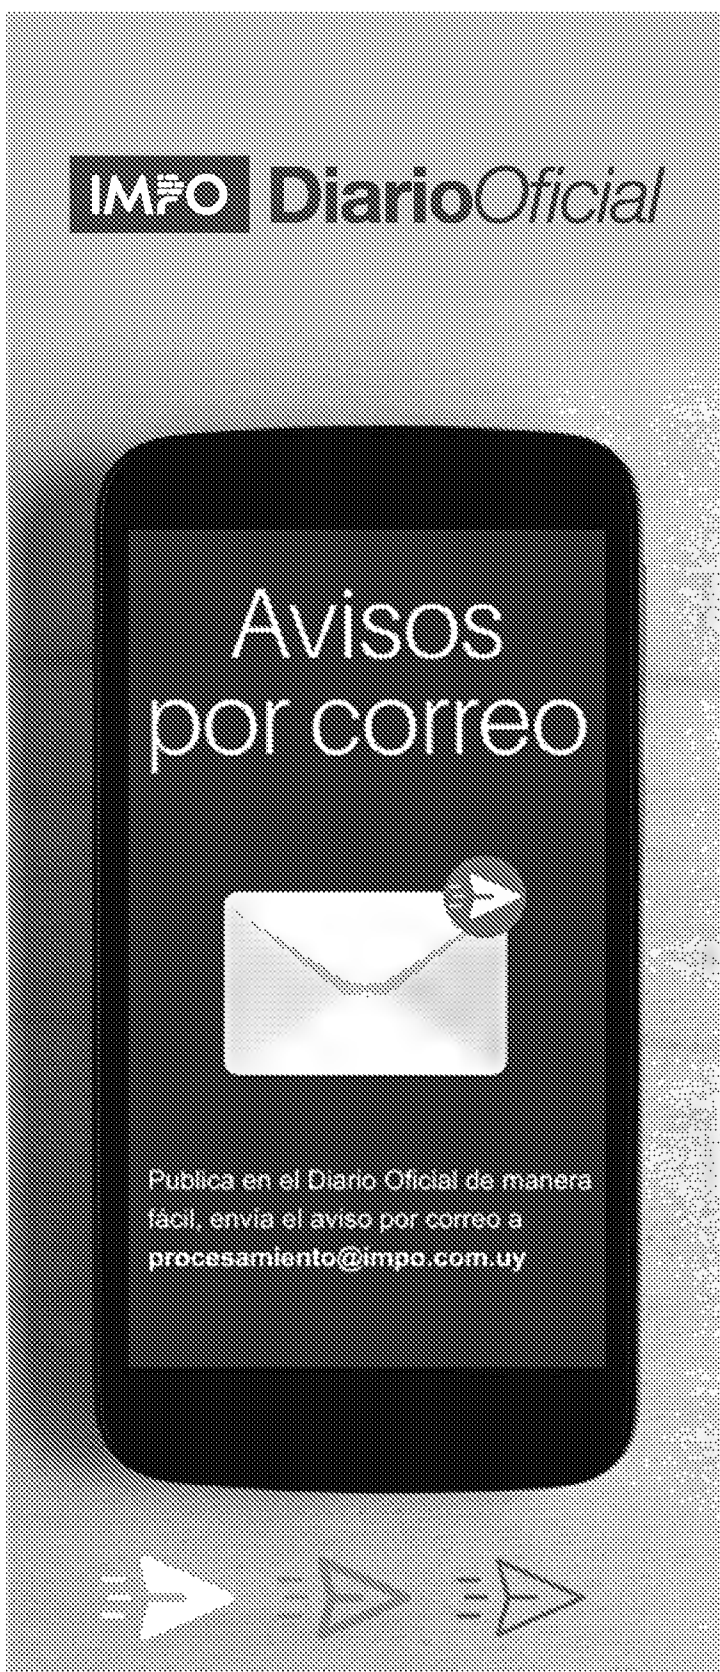 IMPO DiarioOficial
Avisos
por correo
Publica en el Diario Oficial de manera
fácil, envía el aviso por correo a
procesamiento@impo.com.uy